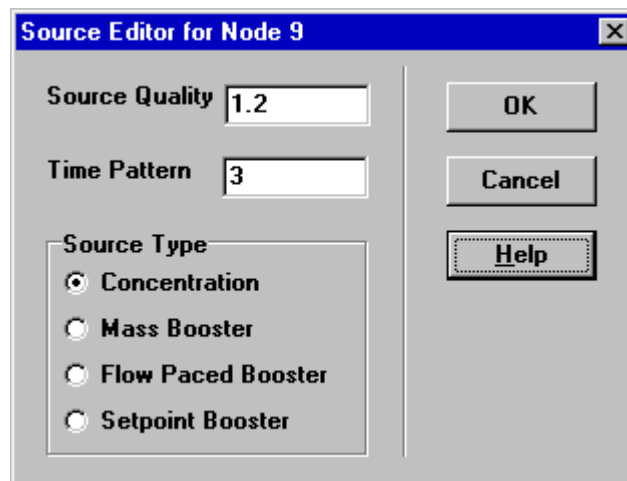 Source Editor for Node 9
Source Quality 1.2
Time Pattern 3
Source Type
Concentration
Mass Booster
Flow Paced Booster
Setpoint Booster
OK
Cancel
Help